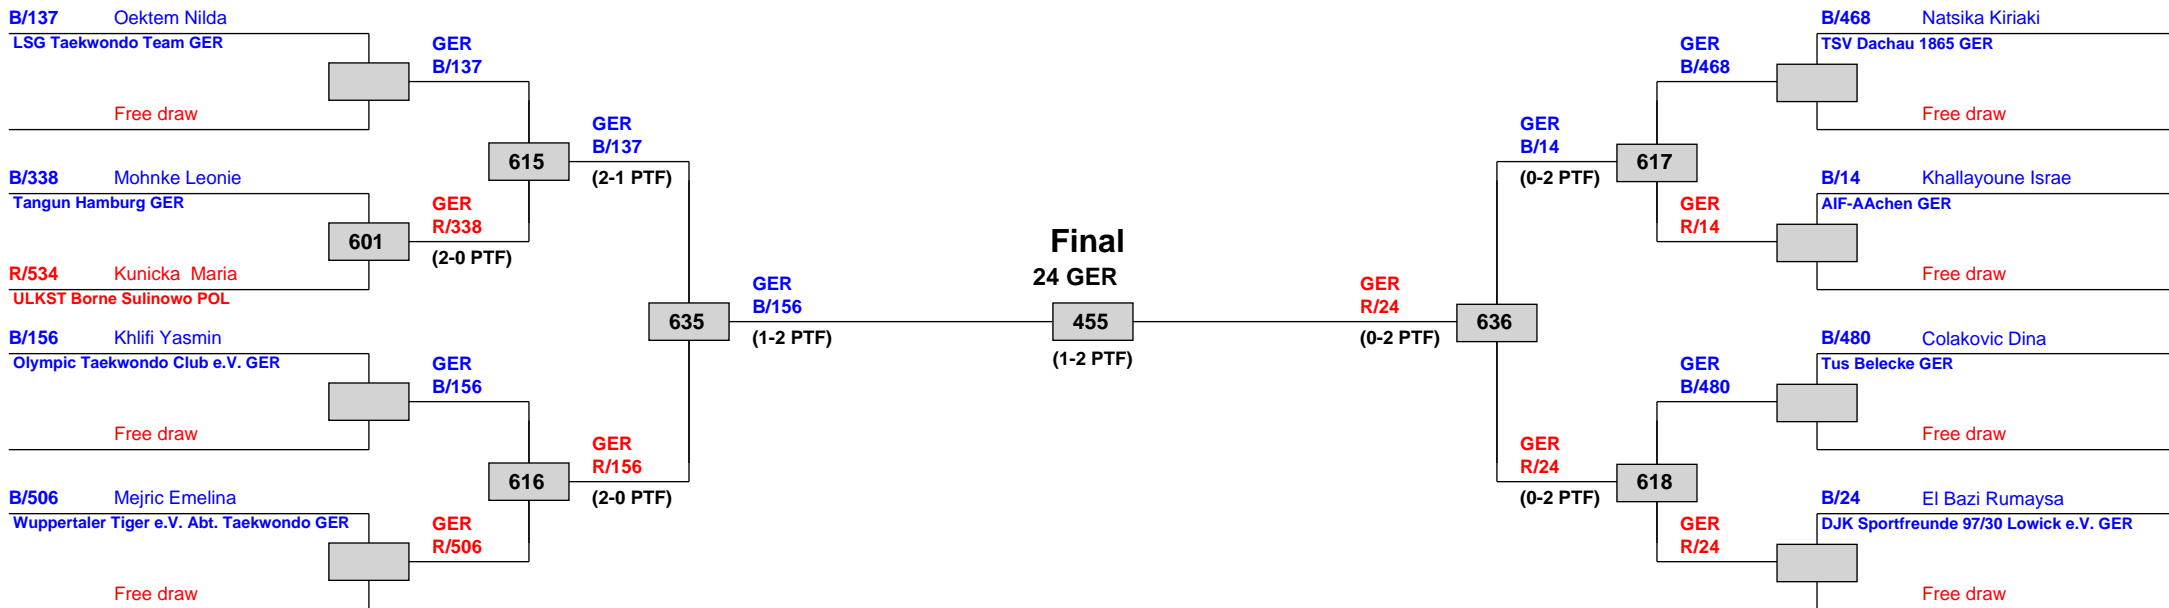 B/137 Oektem Nilda
LSG Taekwondo Team GER
Free draw
GER
B/137
B/338 Mohnke Leonie
Tangun Hamburg GER
601
R/534 Kunicka  Maria
ULKST Borne Sulinowo POL
GER
R/338
(2-0 PTF)
615
GER
B/137
(2-1 PTF)
B/156 Khlifi Yasmin
Olympic Taekwondo Club e.V. GER
Free draw
GER
B/156
B/506 Mejric Emelina
Wuppertaler Tiger e.V. Abt. Taekwondo GER
Free draw
GER
R/506
616
GER
R/156
(2-0 PTF)
635
GER
B/156
(1-2 PTF)
Final
24 GER
455
(1-2 PTF)
GER
R/24
(0-2 PTF)
636
GER
B/14
(0-2 PTF)
617
GER
B/468
B/468 Natsika Kiriaki
TSV Dachau 1865 GER
Free draw
GER
R/14
B/14 Khallayoune Israe
AIF-AAchen GER
Free draw
GER
R/24
(0-2 PTF)
618
GER
B/480
B/480 Colakovic Dina
Tus Belecke GER
Free draw
GER
R/24
B/24 El Bazi Rumaysa
DJK Sportfreunde 97/30 Lowick e.V. GER
Free draw